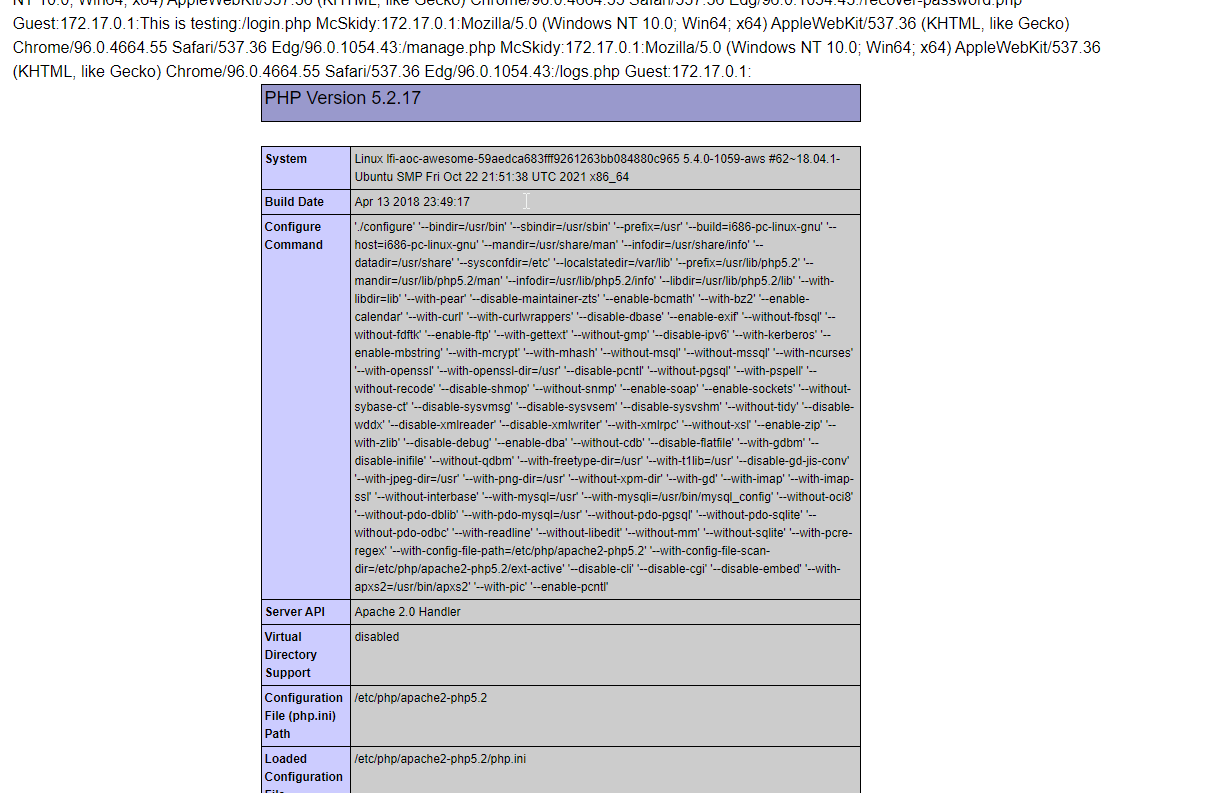 NT 10.0; Win64; x64) AppleWebKit/537.36 (KHTML, like Gecko) Chrome/96.0.4664.55 Safari/537.36 Edg/96.0.1054.43:/recover-password.php
Guest:172.17.0.1:This is testing:/login.php McSkidy:172.17.0.1:Mozilla/5.0 (Windows NT 10.0; Win64; x64) AppleWebKit/537.36 (KHTML, like Gecko)
Chrome/96.0.4664.55 Safari/537.36 Edg/96.0.1054.43:/manage.php McSkidy:172.17.0.1:Mozilla/5.0 (Windows NT 10.0; Win64; x64) AppleWebKit/537.36
(KHTML, like Gecko) Chrome/96.0.4664.55 Safari/537.36 Edg/96.0.1054.43:/logs.php Guest:172.17.0.1:
PHP Version 5.2.17
System
Linux lfi-aoc-awesome-59aedca683fff9261263bb084880c965 5.4.0-1059-aws #62~18.04.1-
Ubuntu SMP Fri Oct 22 21:51:38 UTC 2021 x86_64
Build Date
Apr 13 2018 23:49:17
Configure
Command
'./configure' '--bindir=/usr/bin' '--sbindir=/usr/sbin' '--prefix=/usr' '--build=i686-pc-linux-gnu' '--
host=i686-pc-linux-gnu' '--mandir=/usr/share/man' '--infodir=/usr/share/info' '--
datadir=/usr/share' '--sysconfdir=/etc' '--localstatedir=/var/lib' '--prefix=/usr/lib/php5.2' '--
mandir=/usr/lib/php5.2/man' '--infodir=/usr/lib/php5.2/info' '--libdir=/usr/lib/php5.2/lib' '--with-
libdir=lib' '--with-pear' '--disable-maintainer-zts' '--enable-bcmath' '--with-bz2' '--enable-
calendar' '--with-curl' '--with-curlwrappers' '--disable-dbase' '--enable-exif' '--without-fbsql' '--
without-fdftk' '--enable-ftp' '--with-gettext' '--without-gmp' '--disable-ipv6' '--with-kerberos' '--
enable-mbstring' '--with-mcrypt' '--with-mhash' '--without-msql' '--without-mssql' '--with-ncurses'
'--with-openssl' '--with-openssl-dir=/usr' '--disable-pcntl' '--without-pgsql' '--with-pspell' '--
without-recode' '--disable-shmop' '--without-snmp' '--enable-soap' '--enable-sockets' '--without-
sybase-ct' '--disable-sysvmsg' '--disable-sysvsem' '--disable-sysvshm' '--without-tidy' '--disable-
wddx' '--disable-xmlreader' '--disable-xmlwriter' '--with-xmlrpc' '--without-xsl' '--enable-zip' '--
with-zlib' '--disable-debug' '--enable-dba' '--without-cdb' '--disable-flatfile' '--with-gdbm' '--
disable-inifile' '--without-qdbm' '--with-freetype-dir=/usr' '--with-t1lib=/usr' '--disable-gd-jis-conv'
'--with-jpeg-dir=/usr' '--with-png-dir=/usr' '--without-xpm-dir' '--with-gd' '--with-imap' '--with-imap-
ssl' '--without-interbase' '--with-mysql=/usr' '--with-mysqli=/usr/bin/mysql_config' '--without-oci8'
'--without-pdo-dblib' '--with-pdo-mysql=/usr' '--without-pdo-pgsql' '--without-pdo-sqlite' '--
without-pdo-odbc' '--with-readline' '--without-libedit' '--without-mm' '--without-sqlite' '--with-pcre-
regex' '--with-config-file-path=/etc/php/apache2-php5.2' '--with-config-file-scan-
dir=/etc/php/apache2-php5.2/ext-active' '--disable-cli' '--disable-cgi' '--disable-embed' '--with-
apxs2=/usr/bin/apxs2' '--with-pic' '--enable-pcntl'
Server API
Apache 2.0 Handler
Virtual
Directory
Support
disabled
Configuration
File (php.ini)
Path
/etc/php/apache2-php5.2
Loaded
Configuration
File
/etc/php/apache2-php5.2/php.ini